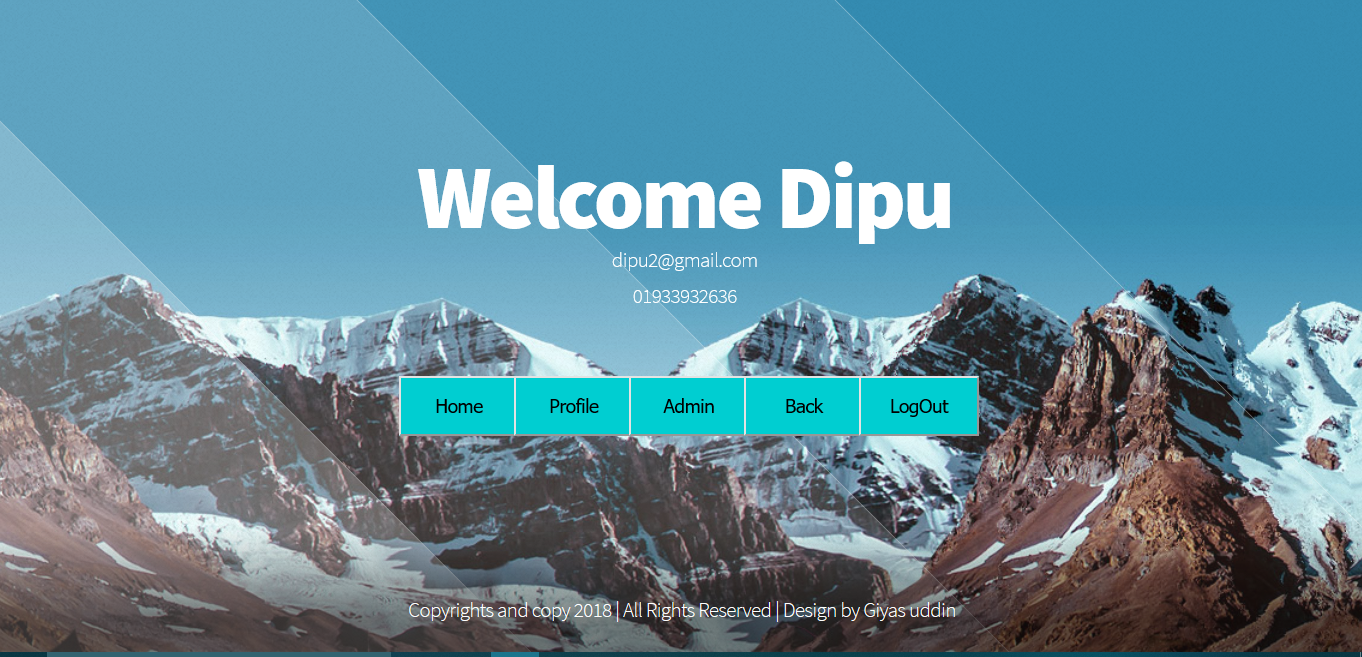 Welcome Dipu
dipu2@gmail.com
01933932636
Home Profile Admin Back LogOut
Copyrights and copy 2018 | All Rights Reserved | Design by Giyas uddin